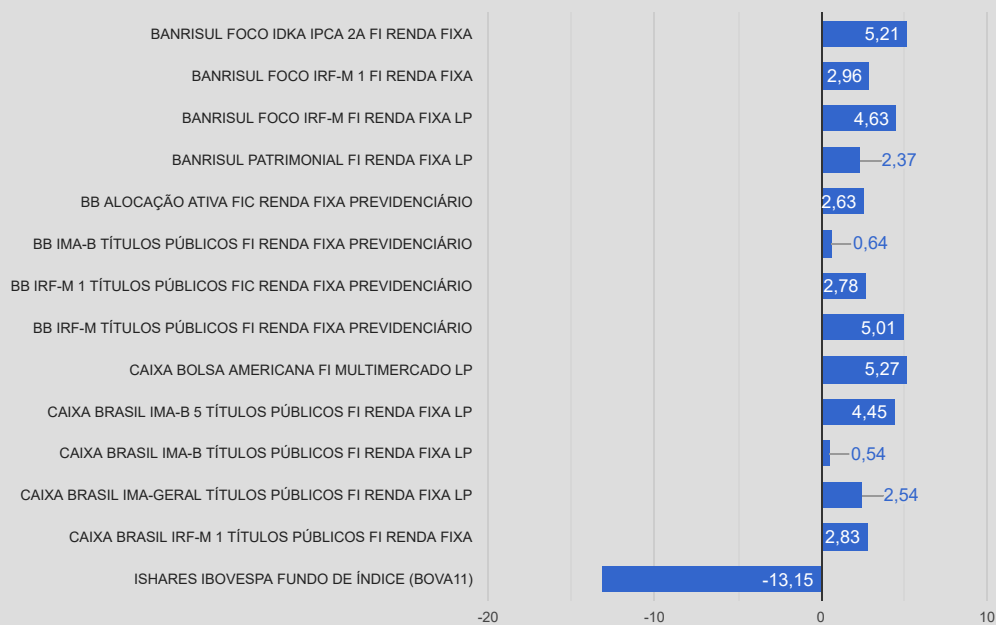 BANRISUL FOCO IDKA IPCA 2A FI RENDA FIXA 5,21
BANRISUL FOCO IRF-M 1 FI RENDA FIXA 2,96
BANRISUL FOCO IRF-M FI RENDA FIXA LP 4,63
BANRISUL PATRIMONIAL FI RENDA FIXA LP 2,37
BB ALOCAÇÃO ATIVA FIC RENDA FIXA PREVIDENCIÁRIO 2,63
BB IMA-B TÍTULOS PÚBLICOS FI RENDA FIXA PREVIDENCIÁRIO 0,64
BB IRF-M 1 TÍTULOS PÚBLICOS FIC RENDA FIXA PREVIDENCIÁRIO 2,78
BB IRF-M TÍTULOS PÚBLICOS FI RENDA FIXA PREVIDENCIÁRIO 5,01
CAIXA BOLSA AMERICANA FI MULTIMERCADO LP 5,27
CAIXA BRASIL IMA-B 5 TÍTULOS PÚBLICOS FI RENDA FIXA LP 4,45
CAIXA BRASIL IMA-B TÍTULOS PÚBLICOS FI RENDA FIXA LP 0,54
CAIXA BRASIL IMA-GERAL TÍTULOS PÚBLICOS FI RENDA FIXA LP 2,54
CAIXA BRASIL IRF-M 1 TÍTULOS PÚBLICOS FI RENDA FIXA 2,83
ISHARES IBOVESPA FUNDO DE ÍNDICE (BOVA11) -13,15
-20 -10 0 10